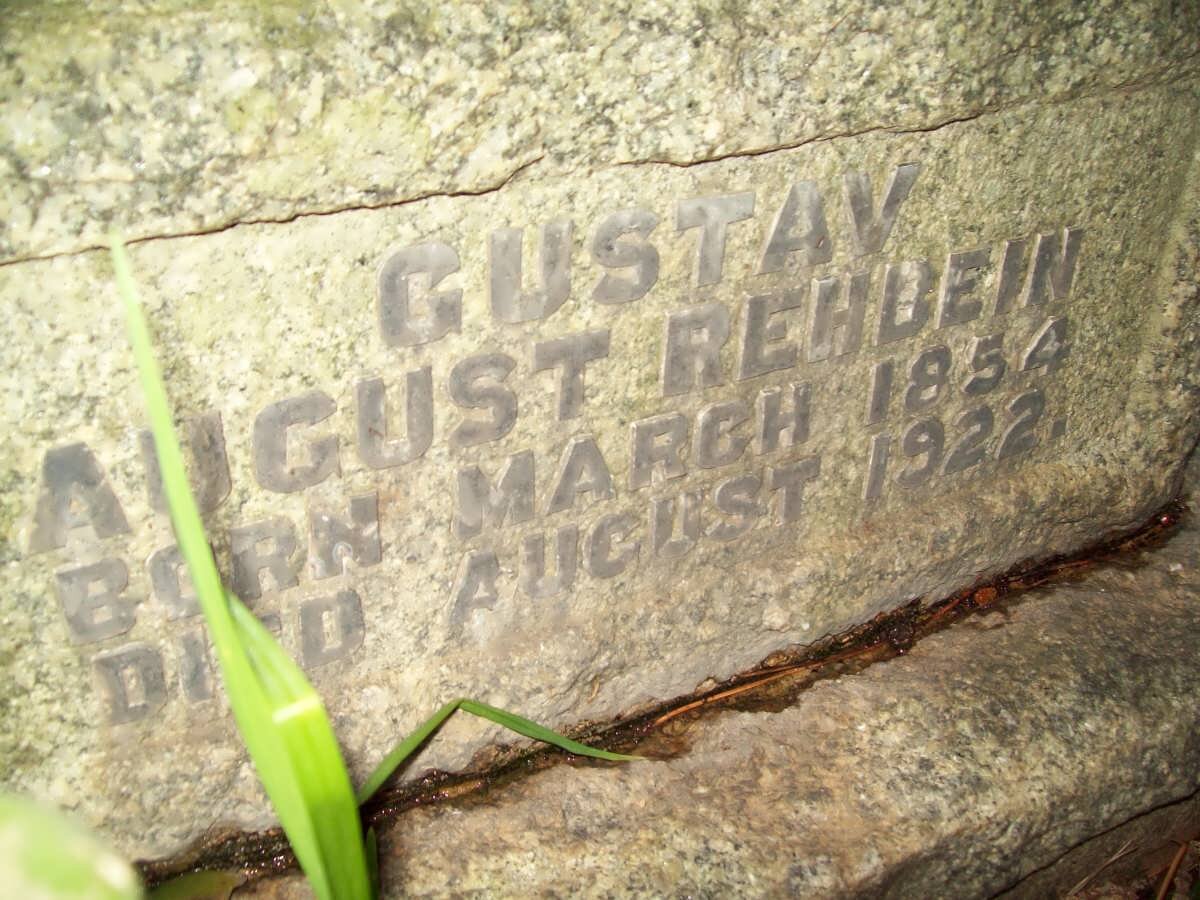 GUSTAV
AUGUST REHBEIN
BORN MARCH 1854
DIED AUGUST 1922.